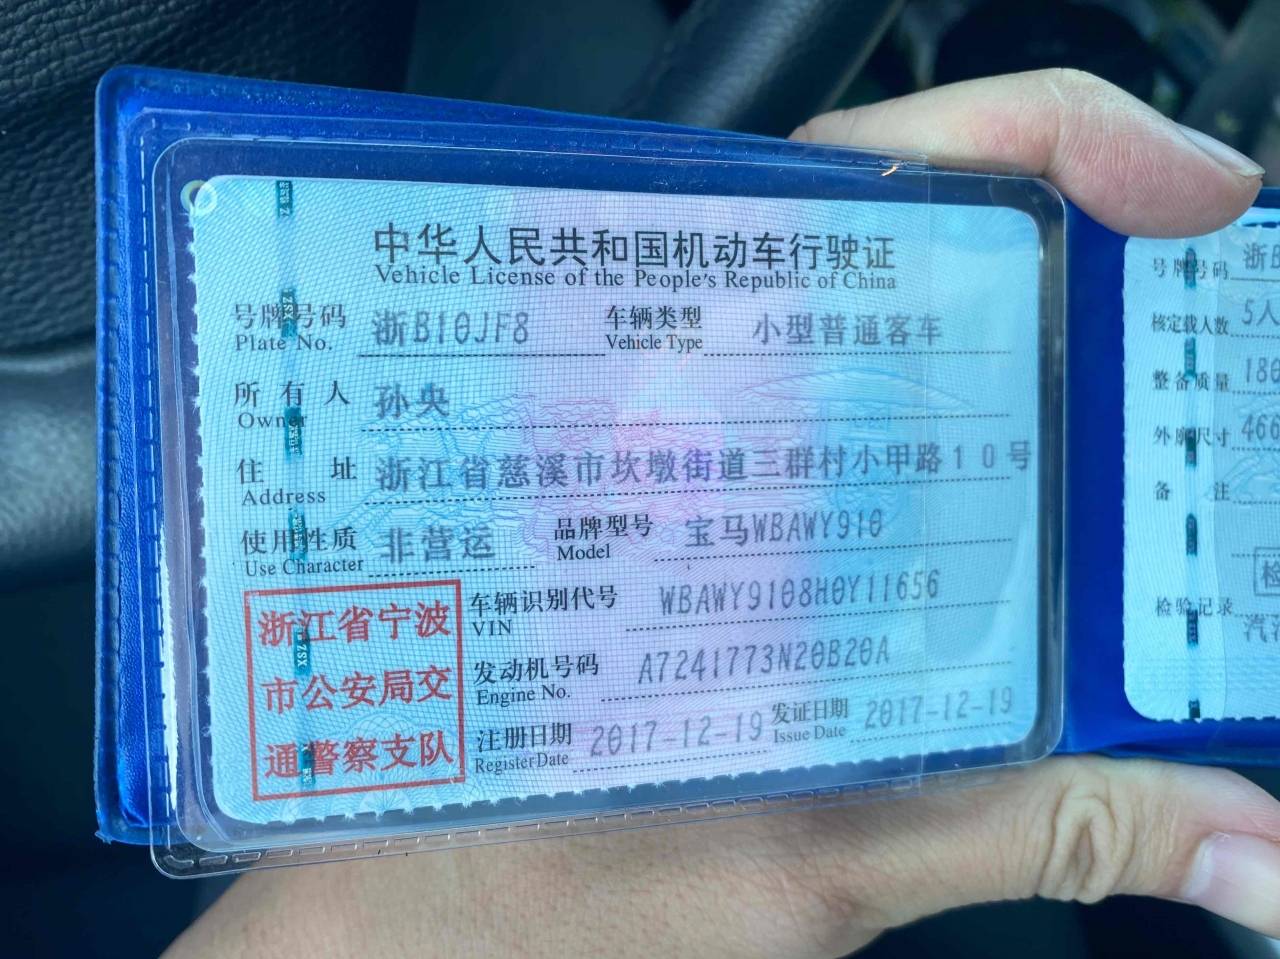 中华人民共和国机动车行驶证
Vehicle License of the People's Republic of China
号牌号码 浙B10JF8 车辆类型 小型普通客车
Plate No. Vehicle Type
所有人 孙央
Owner
住址 浙江省慈溪市坎墩街道三群村小甲路10号
Address
使用性质 非营运 品牌型号 宝马WBAWY910
Use Character Model
浙江省宁波
市公安局交
通警察支队
车辆识别代号 WBAWY9108H0Y11656
VIN
发动机号码 A7241773N20B20A
Engine No.
注册日期 2017-12-19 发证日期 2017-12-19
Register Date Issue Date
号牌号码 浙B
核定载人数 5人
整备质量 180
外廓尺寸 466
备注
检
检验记录
汽
ZSX
ZSX